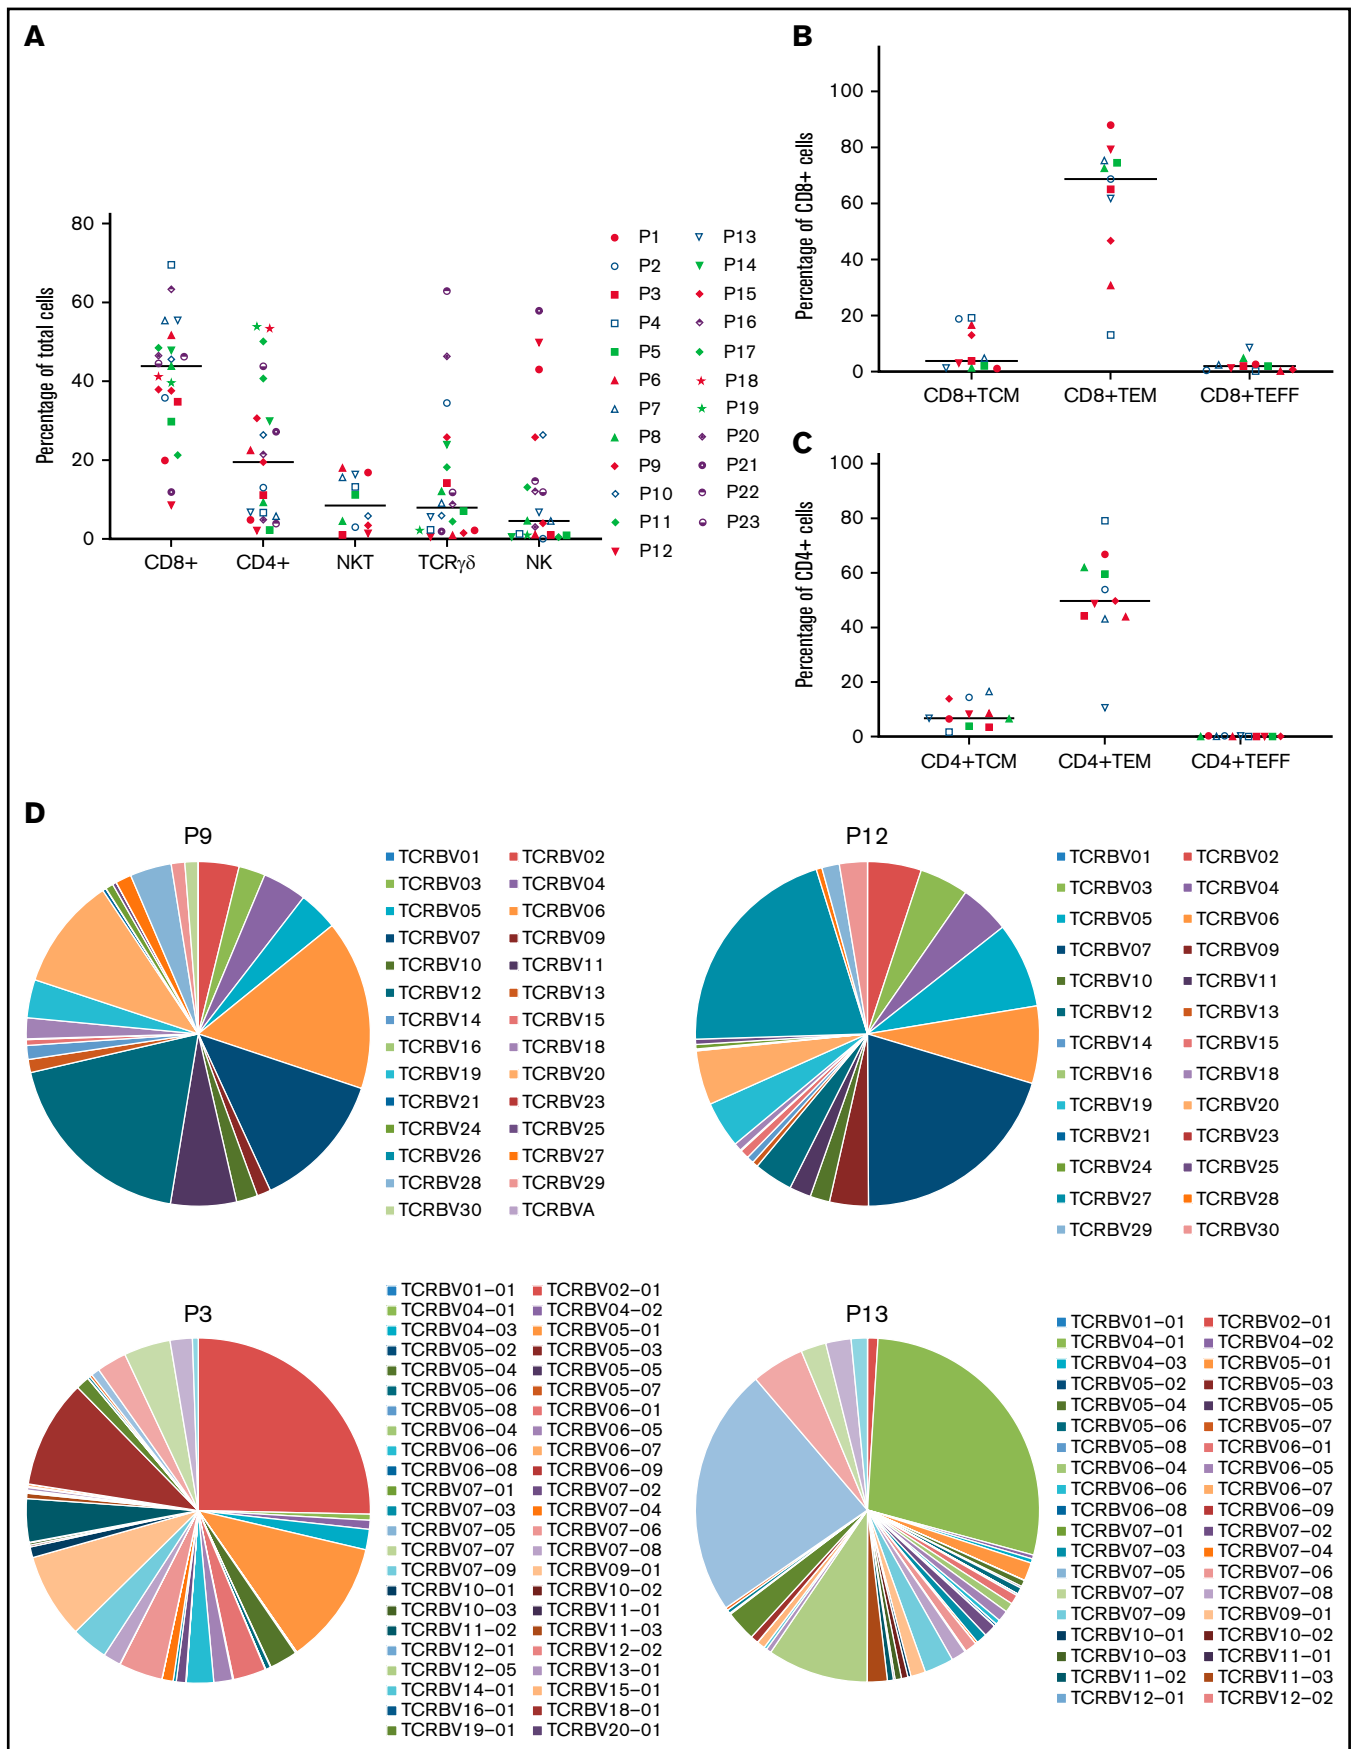 A
Percentage of total cells
80
60
40
20
0
CD8+ CD4+ NKT TCRγδ NK
P1 P13
P2 P14
P3 P15
P4 P16
P5 P17
P6 P18
P7 P19
P8 P20
P9 P21
P10 P22
P11 P23
P12
B
Percentage of CD8+ cells
100
80
60
40
20
0
CD8+TCM CD8+TEM CD8+TEFF
C
Percentage of CD4+ cells
100
80
60
40
20
0
CD4+TCM CD4+TEM CD4+TEFF
D
P9
TCRBV01 TCRBV02
TCRBV03 TCRBV04
TCRBV05 TCRBV06
TCRBV07 TCRBV09
TCRBV10 TCRBV11
TCRBV12 TCRBV13
TCRBV14 TCRBV15
TCRBV16 TCRBV18
TCRBV19 TCRBV20
TCRBV21 TCRBV23
TCRBV24 TCRBV25
TCRBV26 TCRBV27
TCRBV28 TCRBV29
TCRBV30 TCRBVA
P12
TCRBV01 TCRBV02
TCRBV03 TCRBV04
TCRBV05 TCRBV06
TCRBV07 TCRBV09
TCRBV10 TCRBV11
TCRBV12 TCRBV13
TCRBV14 TCRBV15
TCRBV16 TCRBV18
TCRBV19 TCRBV20
TCRBV21 TCRBV23
TCRBV24 TCRBV25
TCRBV27 TCRBV28
TCRBV29 TCRBV30
P3
TCRBV01–01 TCRBV02–01
TCRBV04–01 TCRBV04–02
TCRBV04–03 TCRBV05–01
TCRBV05–02 TCRBV05–03
TCRBV05–04 TCRBV05–05
TCRBV05–06 TCRBV05–07
TCRBV05–08 TCRBV06–01
TCRBV06–04 TCRBV06–05
TCRBV06–06 TCRBV06–07
TCRBV06–08 TCRBV06–09
TCRBV07–01 TCRBV07–02
TCRBV07–03 TCRBV07–04
TCRBV07–05 TCRBV07–06
TCRBV07–07 TCRBV07–08
TCRBV07–09 TCRBV09–01
TCRBV10–01 TCRBV10–02
TCRBV10–03 TCRBV11–01
TCRBV11–02 TCRBV11–03
TCRBV12–01 TCRBV12–02
TCRBV12–05 TCRBV13–01
TCRBV14–01 TCRBV15–01
TCRBV16–01 TCRBV18–01
TCRBV19–01 TCRBV20–01
P13
TCRBV01–01 TCRBV02–01
TCRBV04–01 TCRBV04–02
TCRBV04–03 TCRBV05–01
TCRBV05–02 TCRBV05–03
TCRBV05–04 TCRBV05–05
TCRBV05–06 TCRBV05–07
TCRBV05–08 TCRBV06–01
TCRBV06–04 TCRBV06–05
TCRBV06–06 TCRBV06–07
TCRBV06–08 TCRBV06–09
TCRBV07–01 TCRBV07–02
TCRBV07–03 TCRBV07–04
TCRBV07–05 TCRBV07–06
TCRBV07–07 TCRBV07–08
TCRBV07–09 TCRBV09–01
TCRBV10–01 TCRBV10–02
TCRBV10–03 TCRBV11–01
TCRBV11–02 TCRBV11–03
TCRBV12–01 TCRBV12–02